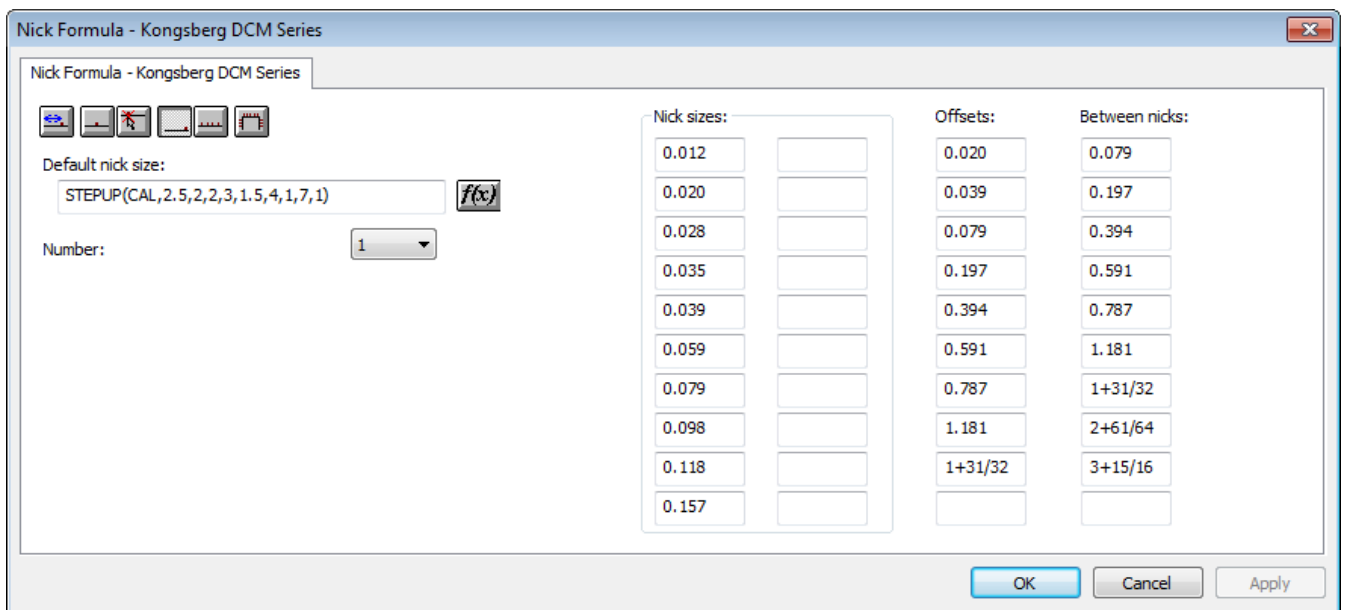 Nick Formula - Kongsberg DCM Series
Nick Formula - Kongsberg DCM Series
Default nick size:
STEPUP(CAL,2.5,2,2,3,1.5,4,1,7,1)
f(x)
Number:
1
Nick sizes: Offsets: Between nicks:
0.012 0.020 0.079
0.020 0.039 0.197
0.028 0.079 0.394
0.035 0.197 0.591
0.039 0.394 0.787
0.059 0.591 1.181
0.079 0.787 1+31/32
0.098 1.181 2+61/64
0.118 1+31/32 3+15/16
0.157
OK Cancel Apply